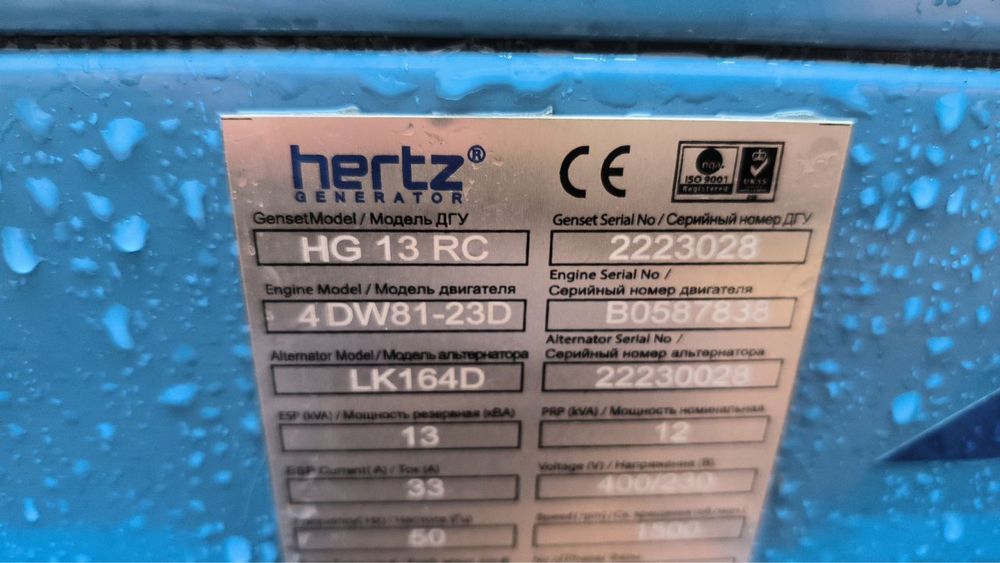 hertz®
GENERATOR
CE
nqa
ISO 9001
Registered
UKAS
GensetModel / Модель ДГУ
HG 13 RC
Genset Serial No / Серийный номер ДГУ
2223028
Engine Model / Модель двигателя
4 DW81-23D
Engine Serial No /
Серийный номер двигателя
B0587838
Alternator Model / Модель альтернатора
LK164D
Alternator Serial No /
Серийный номер альтернатора
22230028
ESP (kVA) / Мощность резервная (кВА)
13
PRP (kVA) / Мощность номинальная
12
ESP Current( A) / Ток (А)
33
Voltage (V) / Напряжение (В)
400/230
50
1500